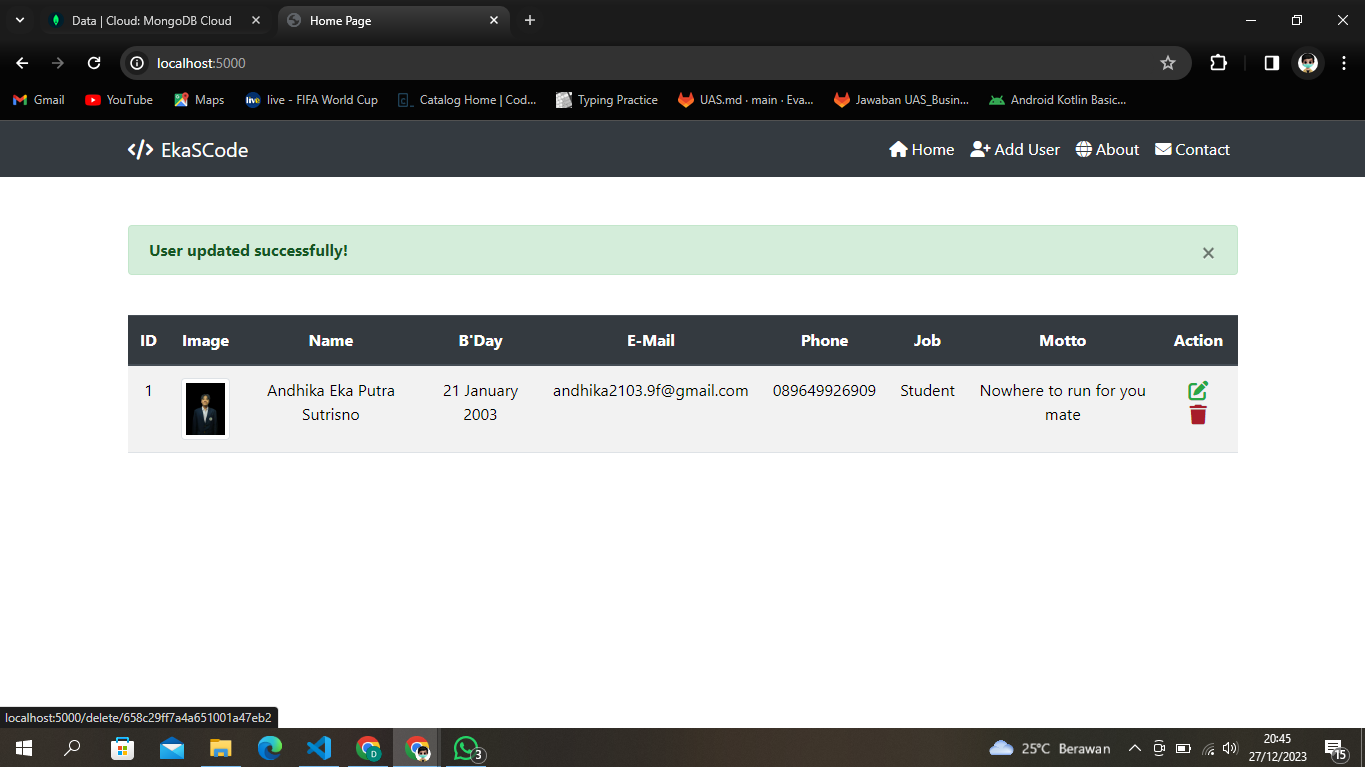 Data | Cloud: MongoDB Cloud
Home Page
localhost:5000
Gmail
YouTube
Maps
live - FIFA World Cup
Catalog Home | Cod...
Typing Practice
UAS.md · main · Eva...
Jawaban UAS_Busin...
Android Kotlin Basic...
EkaSCode
Home
Add User
About
Contact
User updated successfully!
ID Image Name B'Day E-Mail Phone Job Motto Action
1 Andhika Eka Putra 21 January andhika2103.9f@gmail.com 089649926909 Student Nowhere to run for you
Sutrisno 2003 mate
localhost:5000/delete/658c29ff7a4a651001a47eb2
D
3
25°C Berawan
20:45
27/12/2023
15